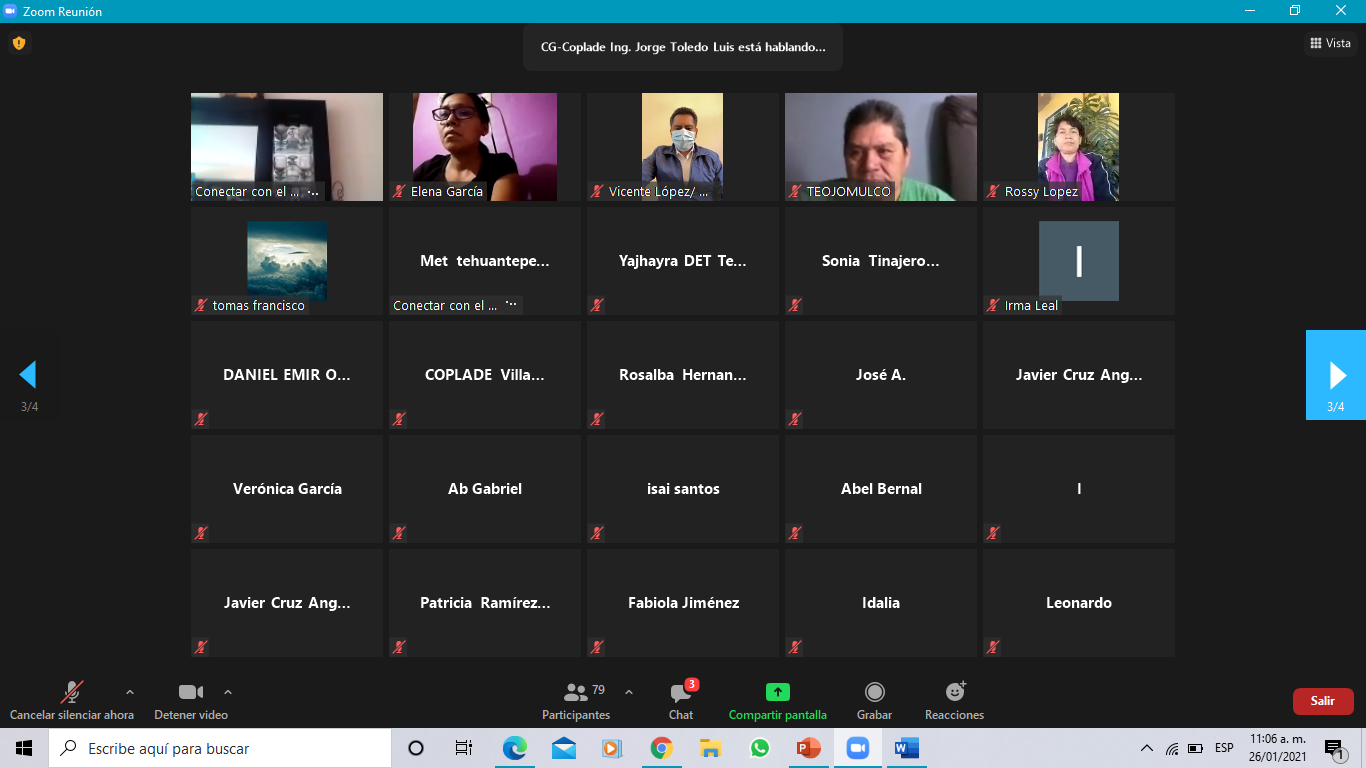 Zoom Reunión
CG-Coplade Ing. Jorge Toledo Luis está hablando...
Vista
Conectar con el ...
Elena García
Vicente López/ ...
TEOJOMULCO
Rossy Lopez
tomas francisco
Met tehuantepe...
Conectar con el ...
Yajhayra DET Te...
Sonia Tinajero...
I
Irma Leal
DANIEL EMIR O...
COPLADE Villa...
Rosalba Hernan...
José A.
Javier Cruz Ang...
3/4
3/4
Verónica García
Ab Gabriel
isai santos
Abel Bernal
I
Javier Cruz Ang...
Patricia Ramírez...
Fabiola Jiménez
Idalia
Leonardo
Cancelar silenciar ahora
Detener video
79
Participantes
3
Chat
Compartir pantalla
Grabar
Reacciones
Salir
Escribe aquí para buscar
ESP
11:06 a. m.
26/01/2021
1